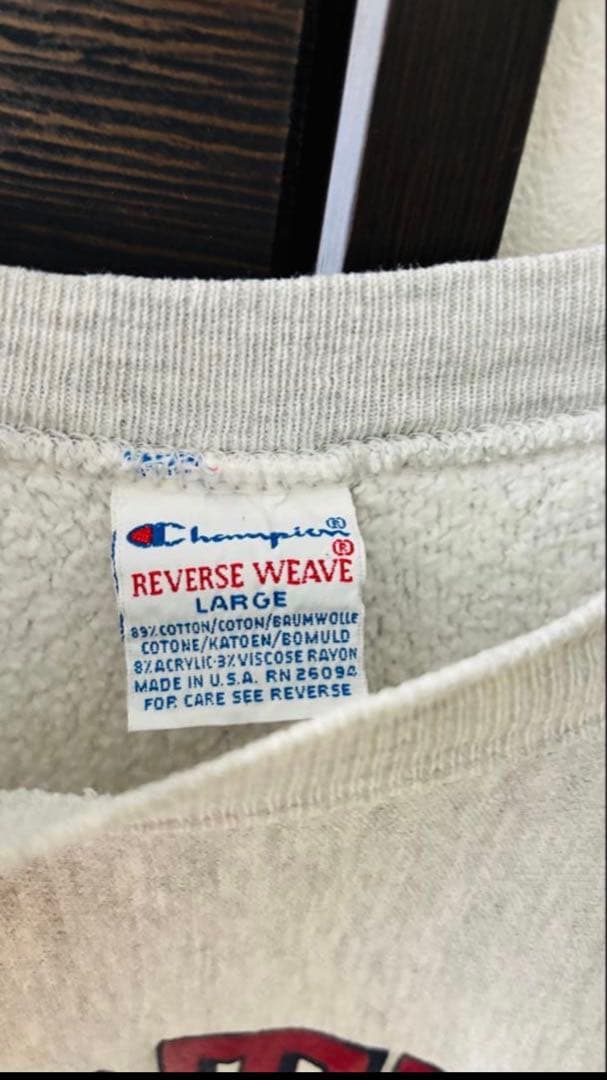 Champion®
REVERSE WEAVE®
LARGE
89% COTTON/COTON/BAUMWOLLE
COTONE/KATOEN/BOMULD
8% ACRYLIC-3% VISCOSE RAYON
MADE IN U.S.A. RN 26094
FOR CARE SEE REVERSE